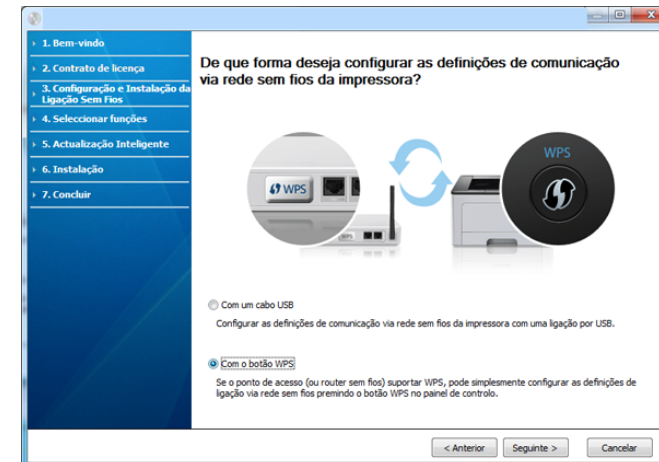 1. Bem-vindo
2. Contrato de licença
3. Configuração e Instalação da
Ligação Sem Fios
4. Seleccionar funções
5. Actualização Inteligente
6. Instalação
7. Concluir
De que forma deseja configurar as definições de comunicação
via rede sem fios da impressora?
WPS
WPS
WPS
Com um cabo USB
Configurar as definições de comunicação via rede sem fios da impressora com uma ligação por USB.
Com o botão WPS
Se o ponto de acesso (ou router sem fios) suportar WPS, pode simplesmente configurar as definições de
ligação via rede sem fios premindo o botão WPS no painel de controlo.
< Anterior
Seguinte >
Cancelar